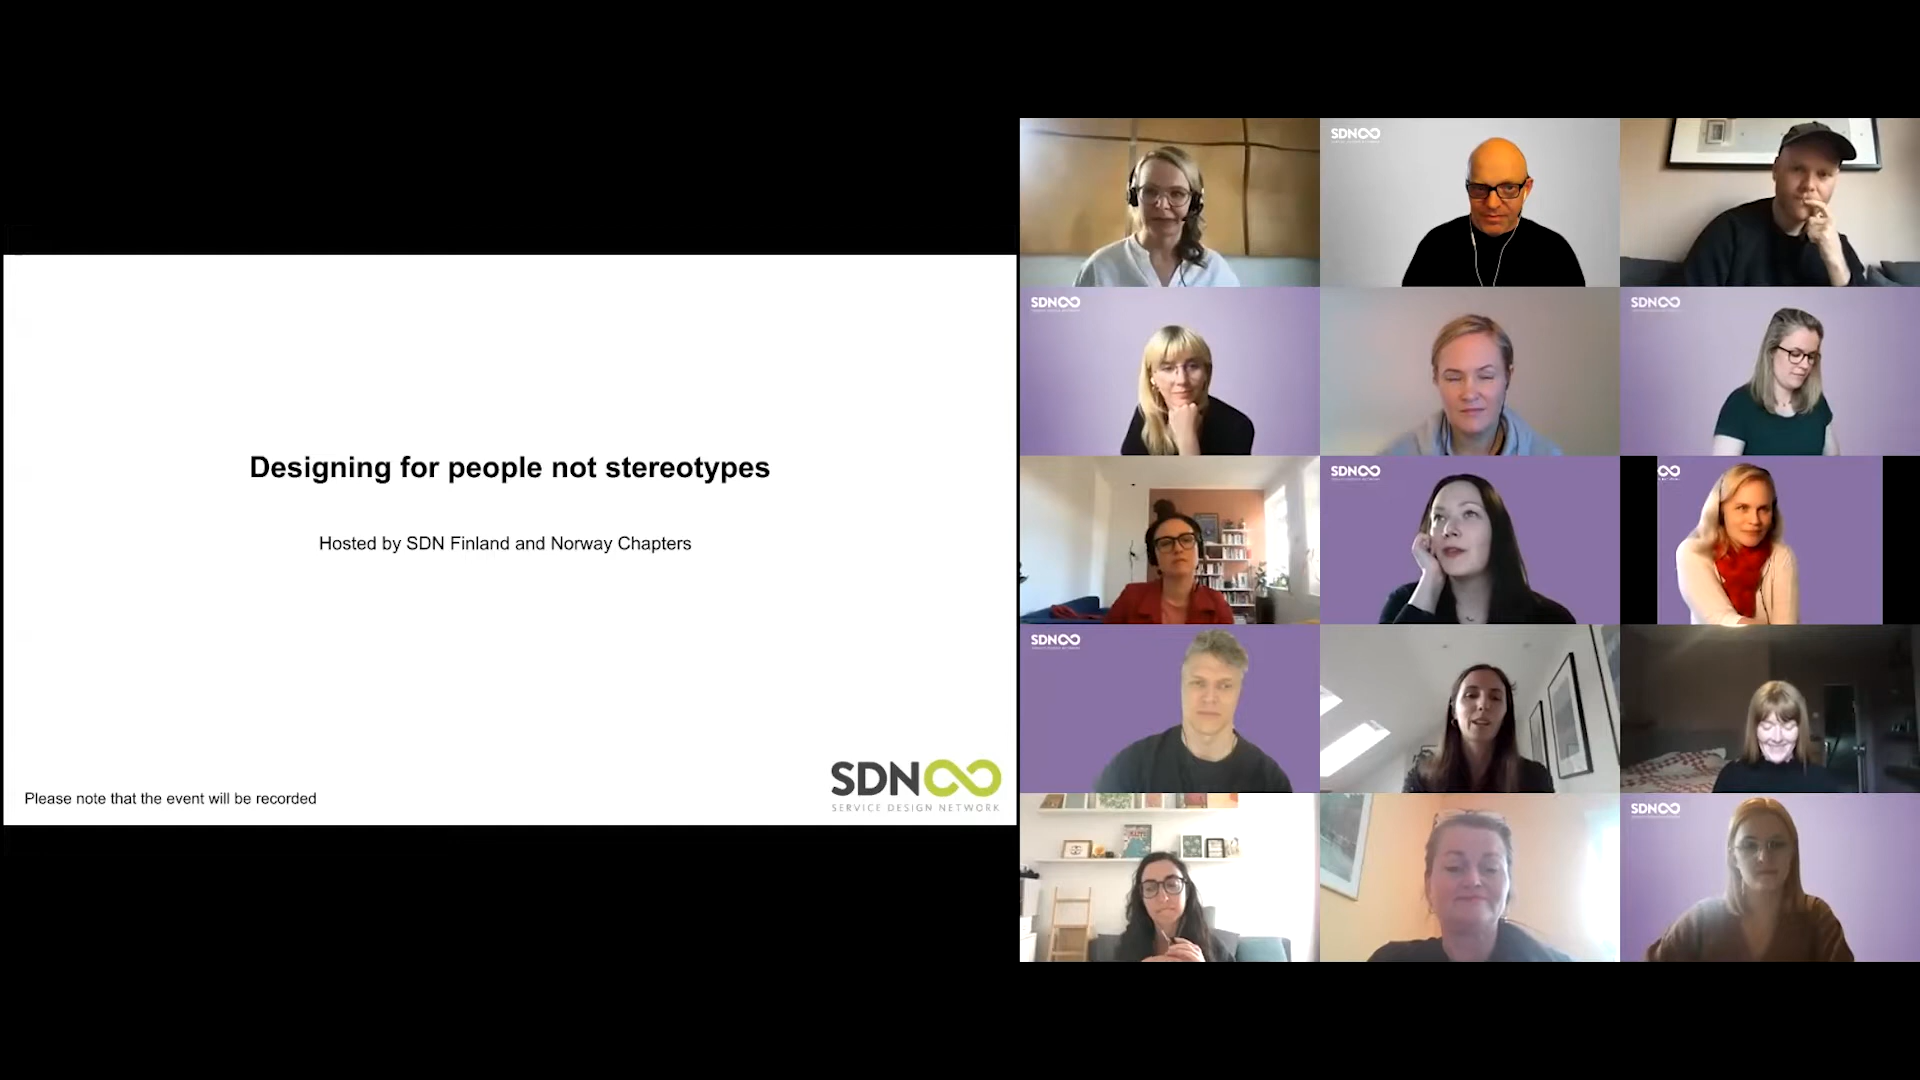 Designing for people not stereotypes
Hosted by SDN Finland and Norway Chapters
Please note that the event will be recorded
SDN
SERVICE DESIGN NETWORK
SDN
SDN
SDN
SDN
SDN
SDN